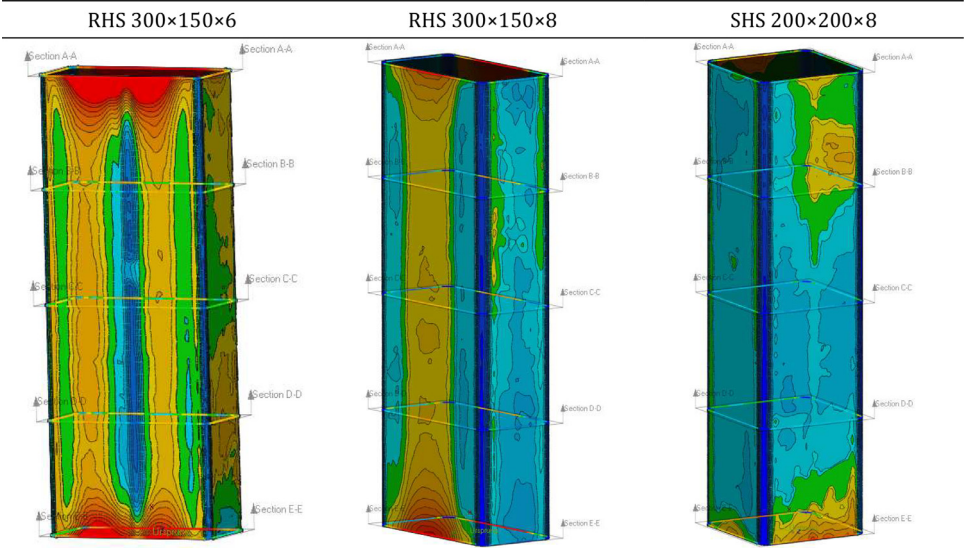 RHS 300×150×6
RHS 300×150×8
SHS 200×200×8
Section A-A
Section A-A
Section B-B
Section C-C
Section D-D
Section E-E
Section A-A
Section A-A
Section B-B
Section C-C
Section D-D
Section E-E
Section A-A
Section A-A
Section B-B
Section C-C
Section D-D
Section E-E